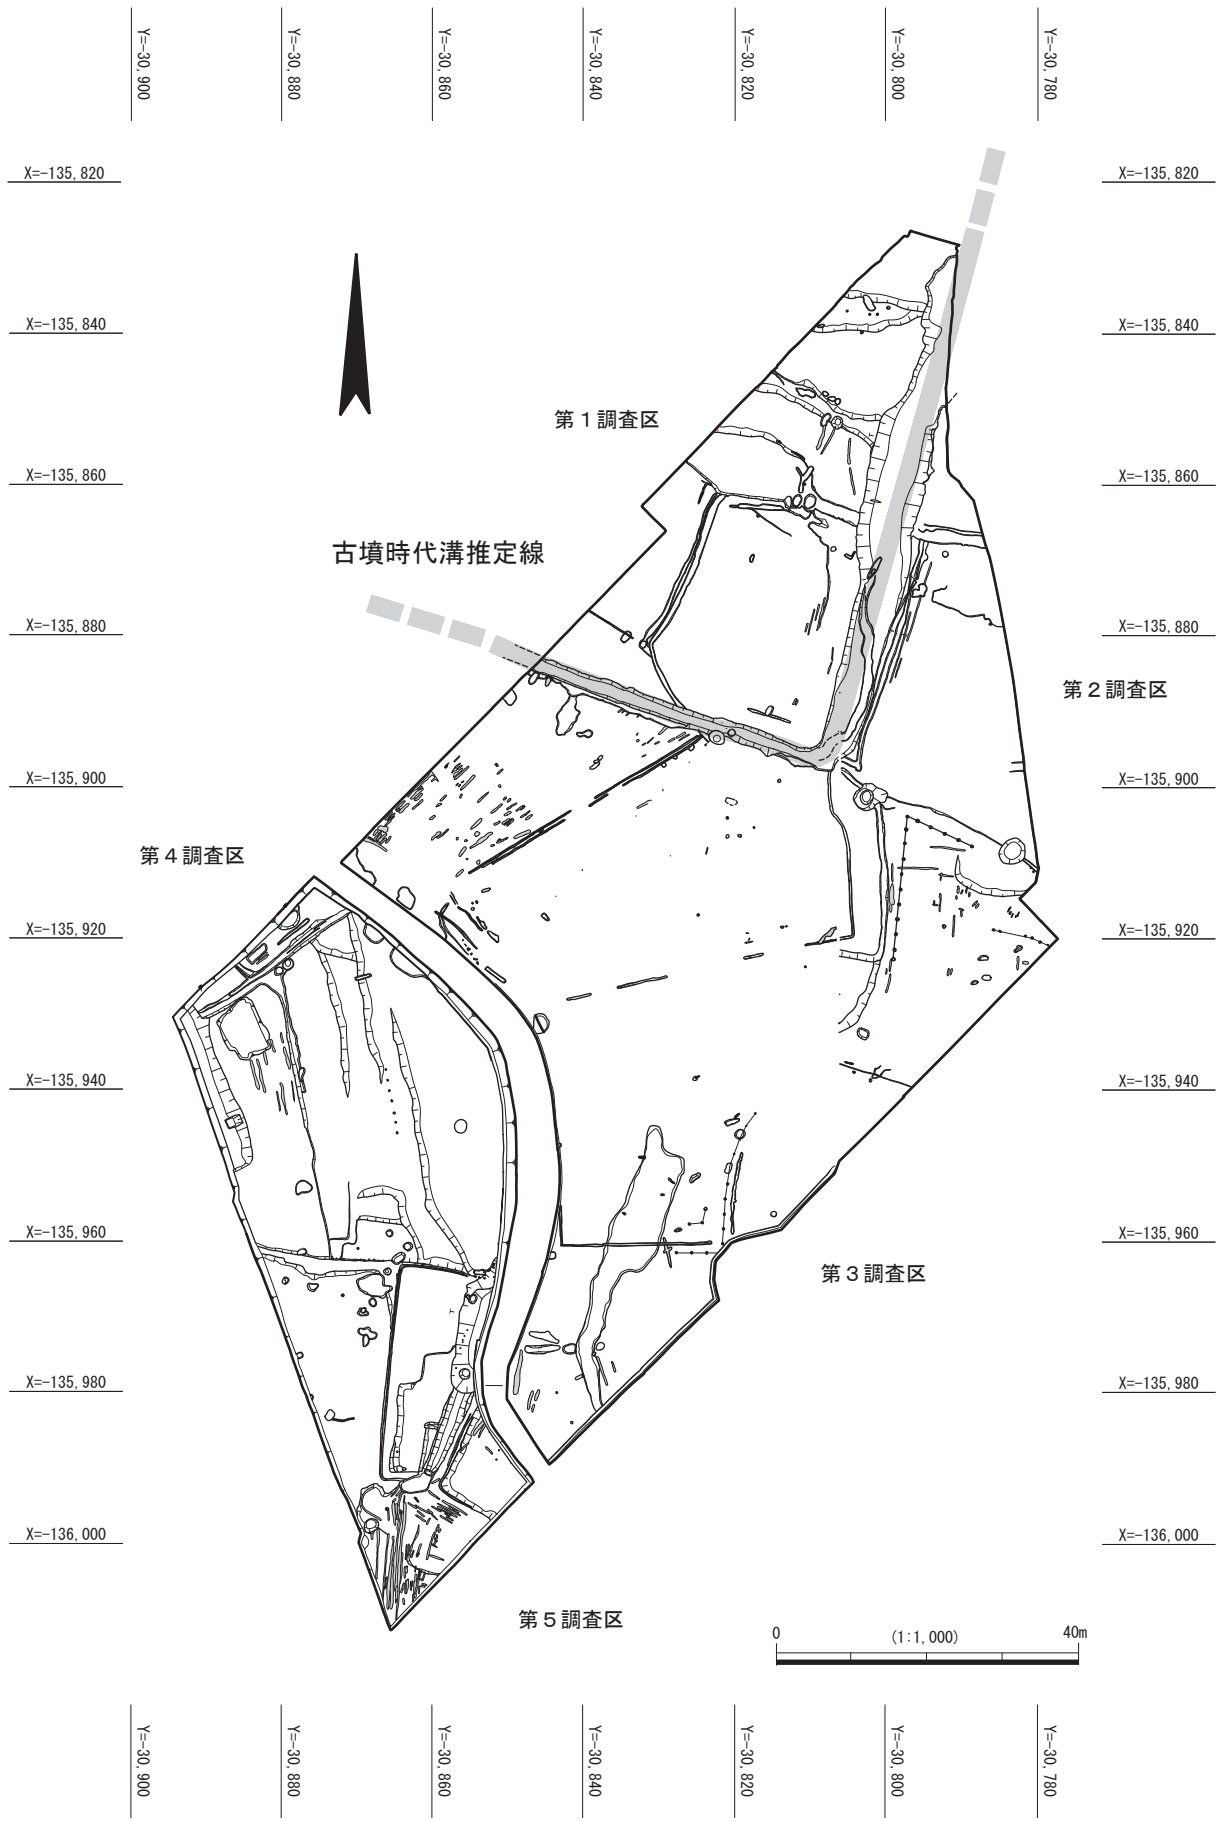 Y=-30,900
Y=-30,880
Y=-30,860
Y=-30,840
Y=-30,820
Y=-30,800
Y=-30,780
X=-135,820
X=-135,820
X=-135,840
X=-135,840
第1調査区
X=-135,860
X=-135,860
古墳時代溝推定線
X=-135,880
X=-135,880
第2調査区
X=-135,900
X=-135,900
第4調査区
X=-135,920
X=-135,920
X=-135,940
X=-135,940
X=-135,960
X=-135,960
第3調査区
X=-135,980
X=-135,980
X=-136,000
X=-136,000
第5調査区
0 (1:1,000) 40m
Y=-30,900
Y=-30,880
Y=-30,860
Y=-30,840
Y=-30,820
Y=-30,800
Y=-30,780